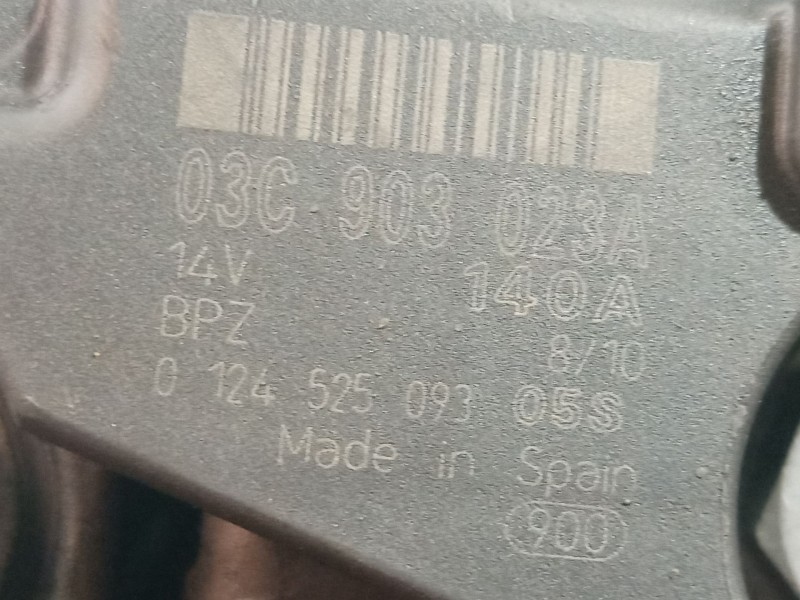 03C 903 023A
14V 140A
BPZ 8/10
0 124 525 093 05S
Made in Spain
900